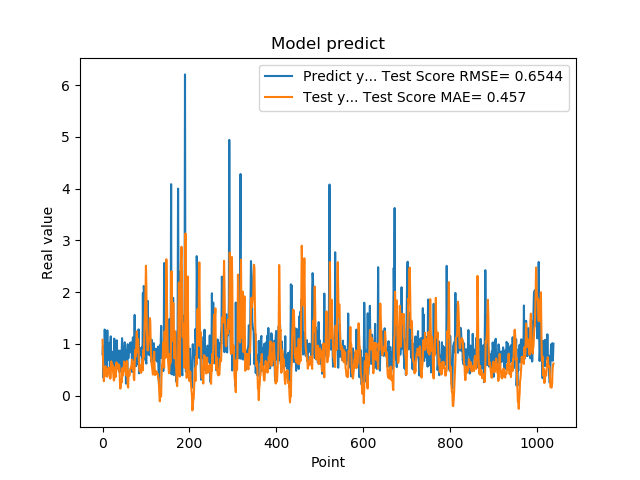 Model predict
Predict y... Test Score RMSE= 0.6544
Test y... Test Score MAE= 0.457
Real value
6
5
4
3
2
1
0
0 200 400 600 800 1000
Point